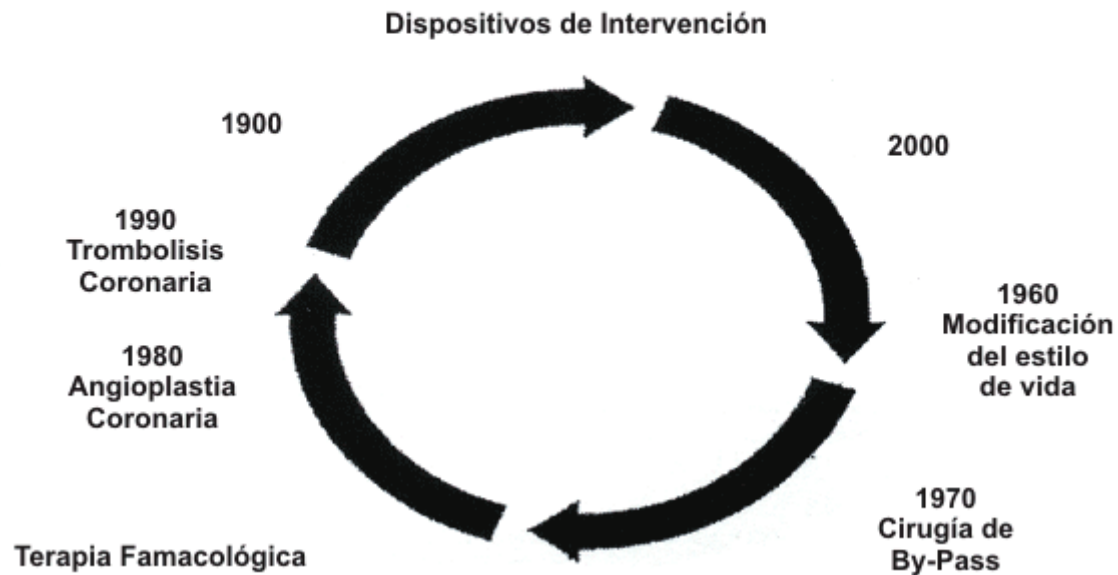 Dispositivos de Intervención
1900
2000
1990
Trombolisis
Coronaria
1960
Modificación
del estilo
de vida
1980
Angioplastia
Coronaria
1970
Cirugía de
By-Pass
Terapia Famacológica